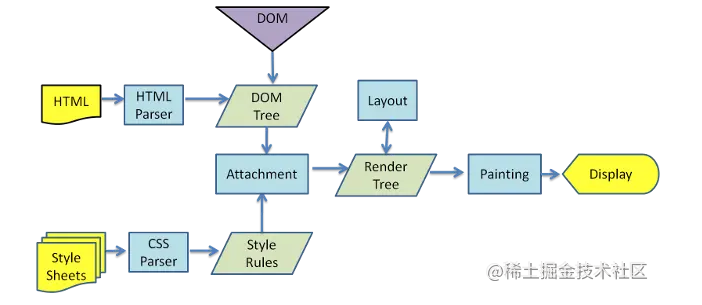 DOM
HTML
HTML
Parser
DOM
Tree
Layout
Attachment
Render
Tree
Painting
Display
Style
Sheets
CSS
Parser
Style
Rules
@稀土掘金技术社区